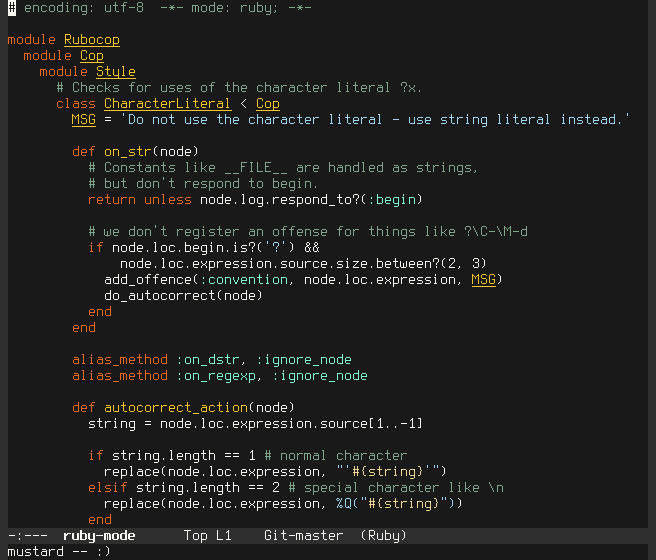 # encoding: utf-8  -*- mode: ruby; -*-

module Rubocop
  module Cop
    module Style
      # Checks for uses of the character literal ?x.
      class CharacterLiteral < Cop
        MSG = 'Do not use the character literal - use string literal instead.'

        def on_str(node)
          # Constants like __FILE__ are handled as strings,
          # but don't respond to begin.
          return unless node.log.respond_to?(:begin)

          # we don't register an offense for things like ?\C-\M-d
          if node.loc.begin.is?('?') &&
              node.loc.expression.source.size.between?(2, 3)
            add_offence(:convention, node.loc.expression, MSG)
            do_autocorrect(node)
          end
        end

        alias_method :on_dstr, :ignore_node
        alias_method :on_regexp, :ignore_node

        def autocorrect_action(node)
          string = node.loc.expression.source[1..-1]

          if string.length == 1 # normal character
            replace(node.loc.expression, "'#{string}'")
          elsif string.length == 2 # special character like \n
            replace(node.loc.expression, %Q("#{string}"))
          end
-:---  ruby-mode      Top L1    Git-master  (Ruby)
mustard -- :)